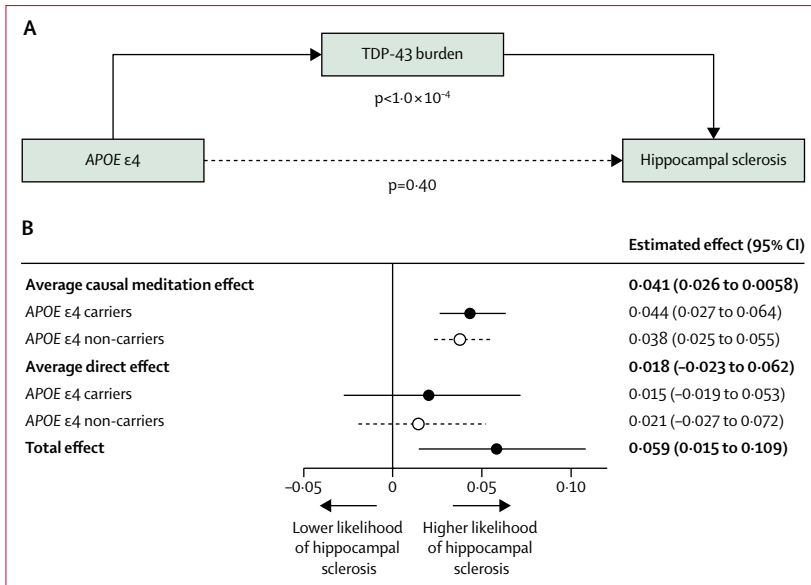 A
TDP-43 burden
p<1·0×10⁻⁴
APOE ε4
Hippocampal sclerosis
p=0·40
B
Estimated effect (95% CI)
Average causal meditation effect 0·041 (0·026 to 0·0058)
APOE ε4 carriers 0·044 (0·027 to 0·064)
APOE ε4 non-carriers 0·038 (0·025 to 0·055)
Average direct effect 0·018 (–0·023 to 0·062)
APOE ε4 carriers 0·015 (–0·019 to 0·053)
APOE ε4 non-carriers 0·021 (–0·027 to 0·072)
Total effect 0·059 (0·015 to 0·109)
–0·05 0 0·05 0·10
Lower likelihood
of hippocampal
sclerosis
Higher likelihood
of hippocampal
sclerosis